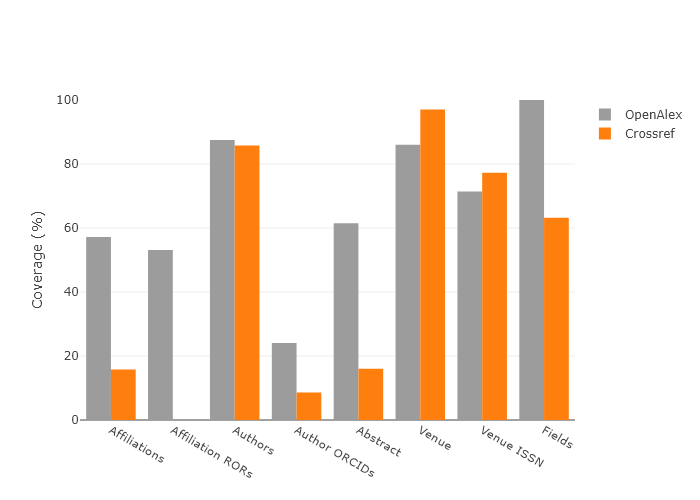 OpenAlex
Crossref
Coverage (%)
100
80
60
40
20
0
Affiliations
Affiliation RORs
Authors
Author ORCIDs
Abstract
Venue
Venue ISSN
Fields